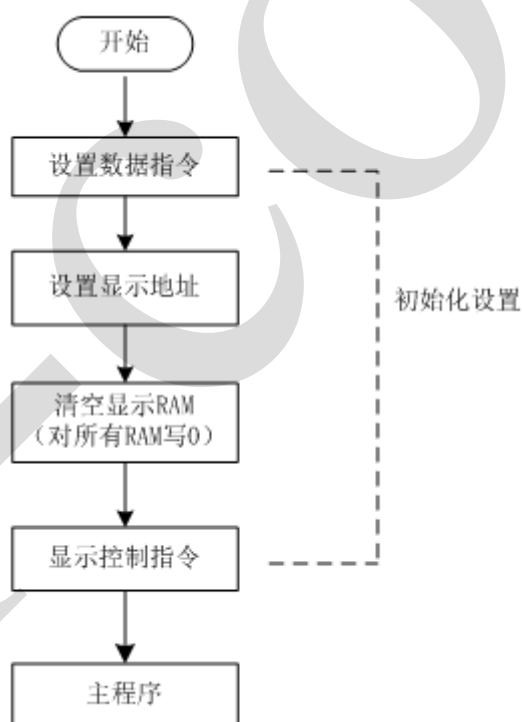 开始
设置数据指令
设置显示地址
初始化设置
清空显示RAM
（对所有RAM写0）
显示控制指令
主程序